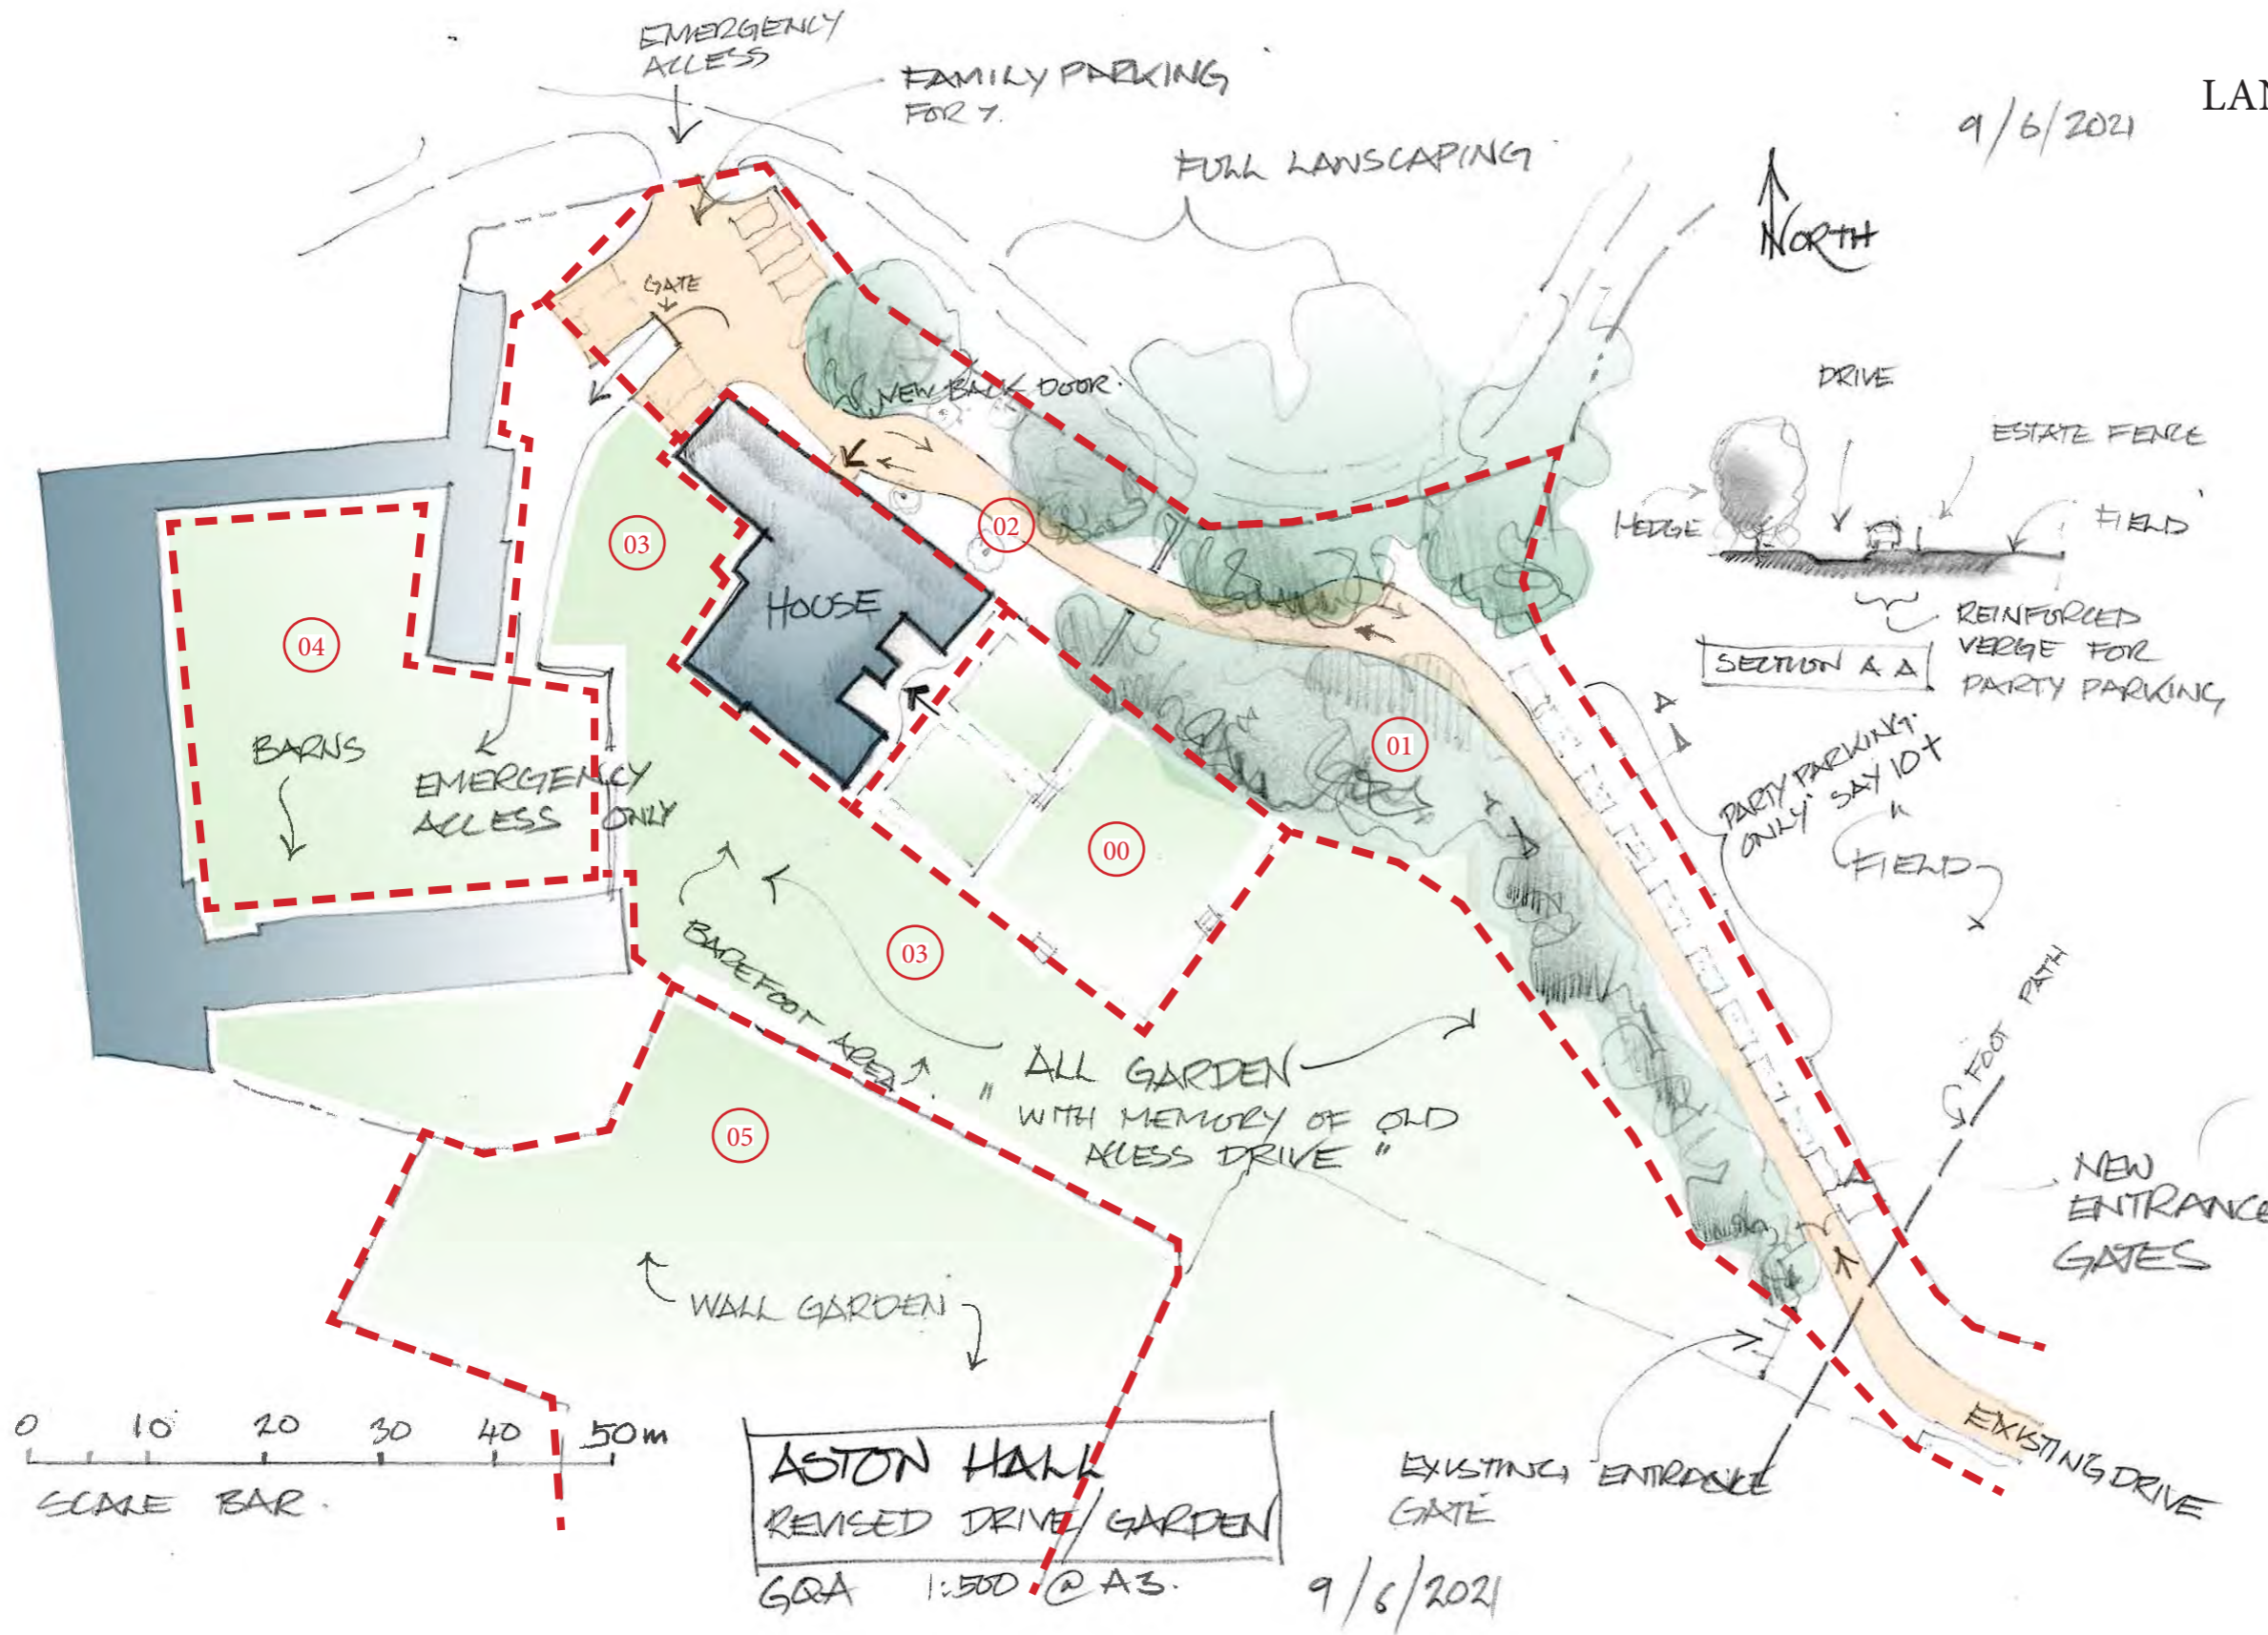 EMERGENCY
ACCESS
FAMILY PARKING
FOR 7.
FULL LANSCAPING
9/6/2021
LAN
NORTH
GATE
NEW BACK DOOR.
DRIVE
ESTATE FENCE
HEDGE
FIELD
REINFORCED
VERGE FOR
PARTY PARKING
SECTION A A
02
03
HOUSE
04
01
A
A
PARTY PARKING.
ONLY SAY 10+
FIELD
BARNS
EMERGENCY
ACCESS ONLY
00
BAREFOOT AREA
03
"ALL GARDEN
WITH MEMORY OF OLD
ACCESS DRIVE"
FOOT PATH
05
NEW
ENTRANCE
GATES
WALL GARDEN
0 10 20 30 40 50m
SCALE BAR.
ASTON HALL
REVISED DRIVE/GARDEN
GQA 1:500 @ A3.
9/6/2021
EXISTING ENTRANCE
GATE
EXISTING DRIVE